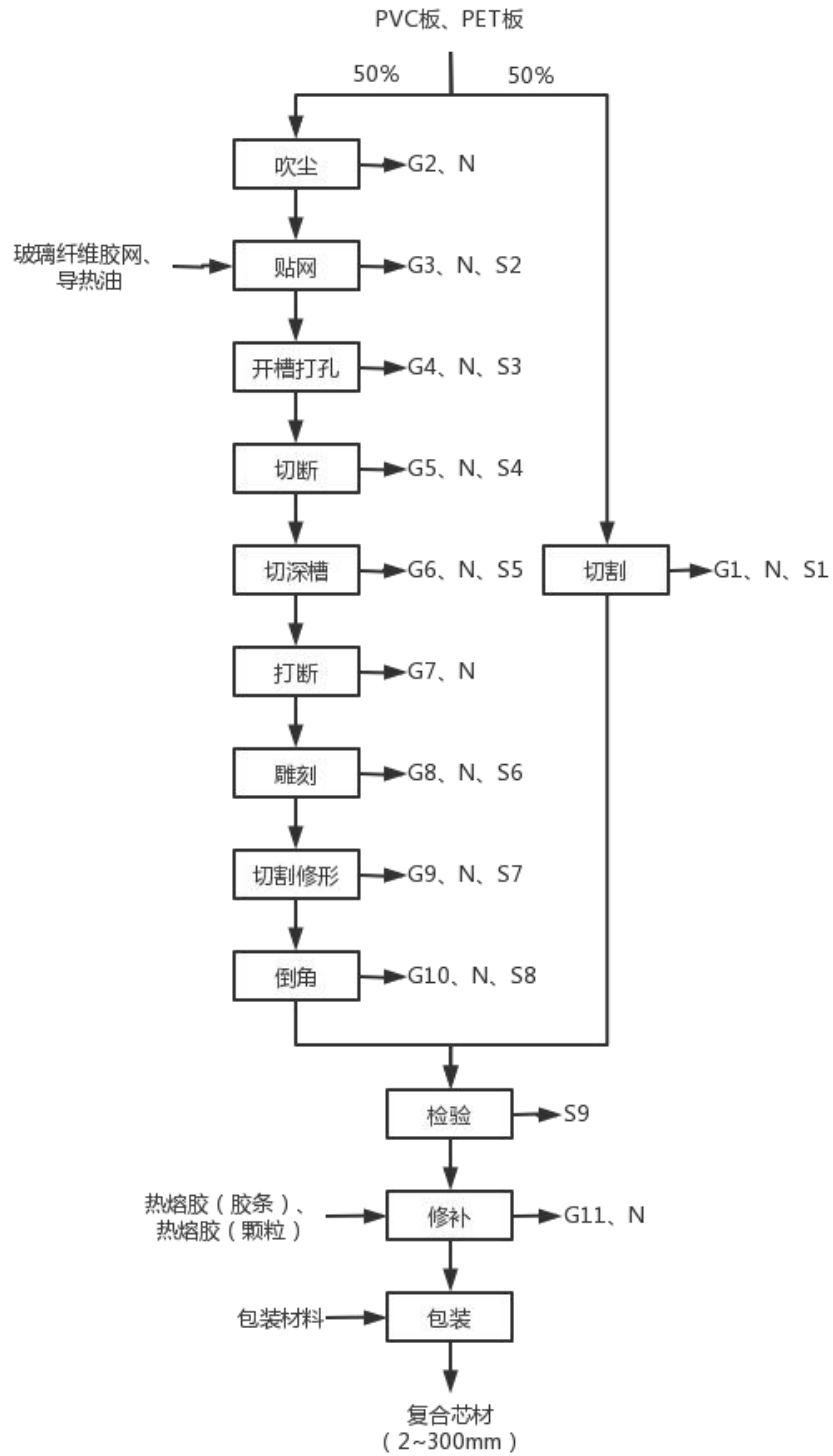 PVC板、PET板
50%
50%
吹尘
G2、N
玻璃纤维胶网、
导热油
贴网
G3、N、S2
开槽打孔
G4、N、S3
切断
G5、N、S4
切深槽
G6、N、S5
切割
G1、N、S1
打断
G7、N
雕刻
G8、N、S6
切割修形
G9、N、S7
倒角
G10、N、S8
检验
S9
热熔胶（胶条）、
热熔胶（颗粒）
修补
G11、N
包装材料
包装
复合芯材
（2~300mm）